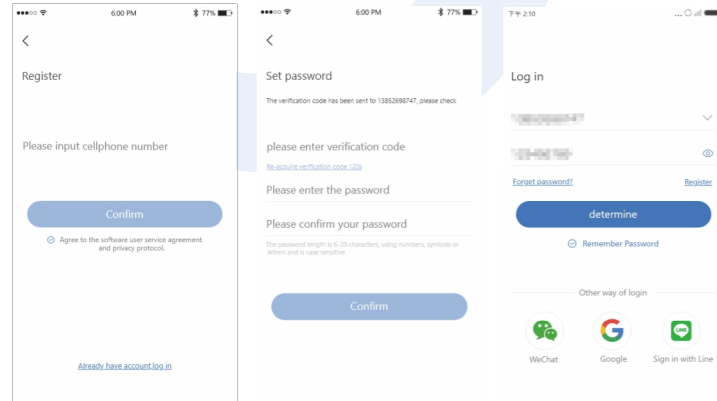 6:00 PM
77%
Register
Please input cellphone number
Confirm
Agree to the software user service agreement
and privacy protocol.
Already have account,log in
6:00 PM
77%
Set password
The verification code has been sent to 13852698747, please check
please enter verification code
Re-acquire verification code 120s
Please enter the password
Please confirm your password
The password length is 6-20 characters, using numbers, symbols or
letters and is case sensitive
Confirm
下午 2:10
Log in
Forget password?
Register
determine
Remember Password
Other way of login
LINE
WeChat
Google
Sign in with Line